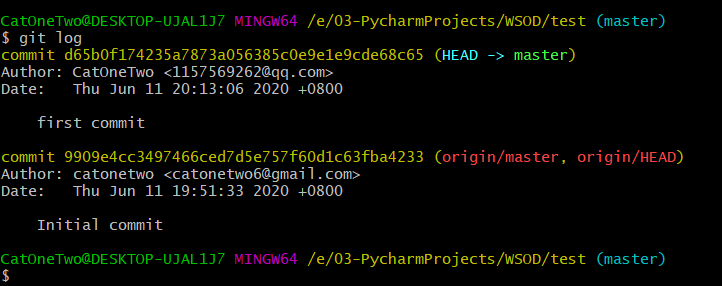 CatOneTwo@DESKTOP-UJAL1J7 MINGW64 /e/03-PycharmProjects/WSOD/test (master)
$ git log
commit d65b0f174235a7873a056385c0e9e1e9cde68c65 (HEAD -> master)
Author: CatOneTwo <1157569262@qq.com>
Date:   Thu Jun 11 20:13:06 2020 +0800
    first commit
commit 9909e4cc3497466ced7d5e757f60d1c63fba4233 (origin/master, origin/HEAD)
Author: catonetwo <catonetwo6@gmail.com>
Date:   Thu Jun 11 19:51:33 2020 +0800
    Initial commit
CatOneTwo@DESKTOP-UJAL1J7 MINGW64 /e/03-PycharmProjects/WSOD/test (master)
$